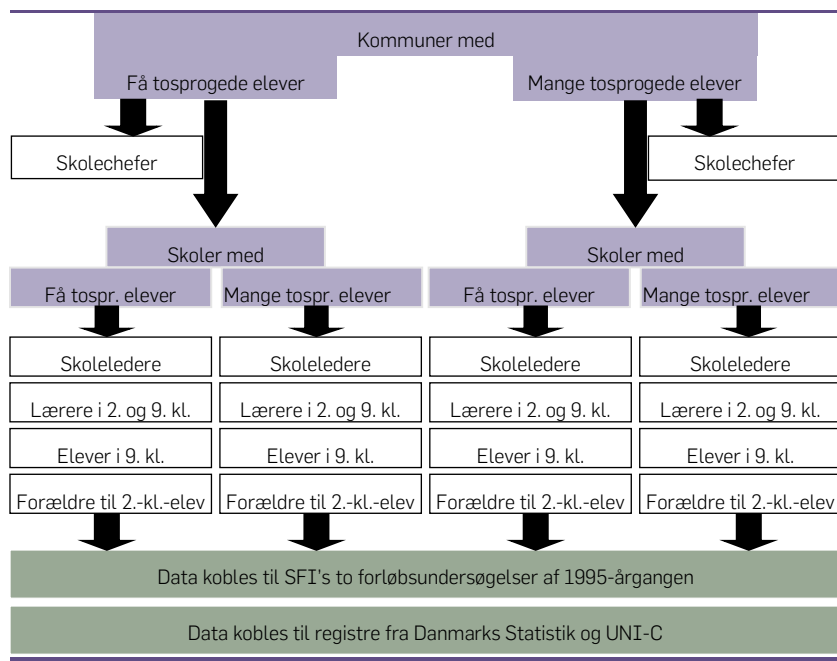 Kommuner med
Få tosprogede elever
Mange tosprogede elever
Skolechefer
Skolechefer
Skoler med
Skoler med
Få tospr. elever
Mange tospr. elever
Få tospr. elever
Mange tospr. elever
Skoleledere
Skoleledere
Skoleledere
Skoleledere
Lærere i 2. og 9. kl.
Lærere i 2. og 9. kl.
Lærere i 2. og 9. kl.
Lærere i 2. og 9. kl.
Elever i 9. kl.
Elever i 9. kl.
Elever i 9. kl.
Elever i 9. kl.
Forældre til 2.-kl.-elev
Forældre til 2.-kl.-elev
Forældre til 2.-kl.-elev
Forældre til 2.-kl.-elev
Data kobles til SFI's to forløbsundersøgelser af 1995-årgangen
Data kobles til registre fra Danmarks Statistik og UNI-C